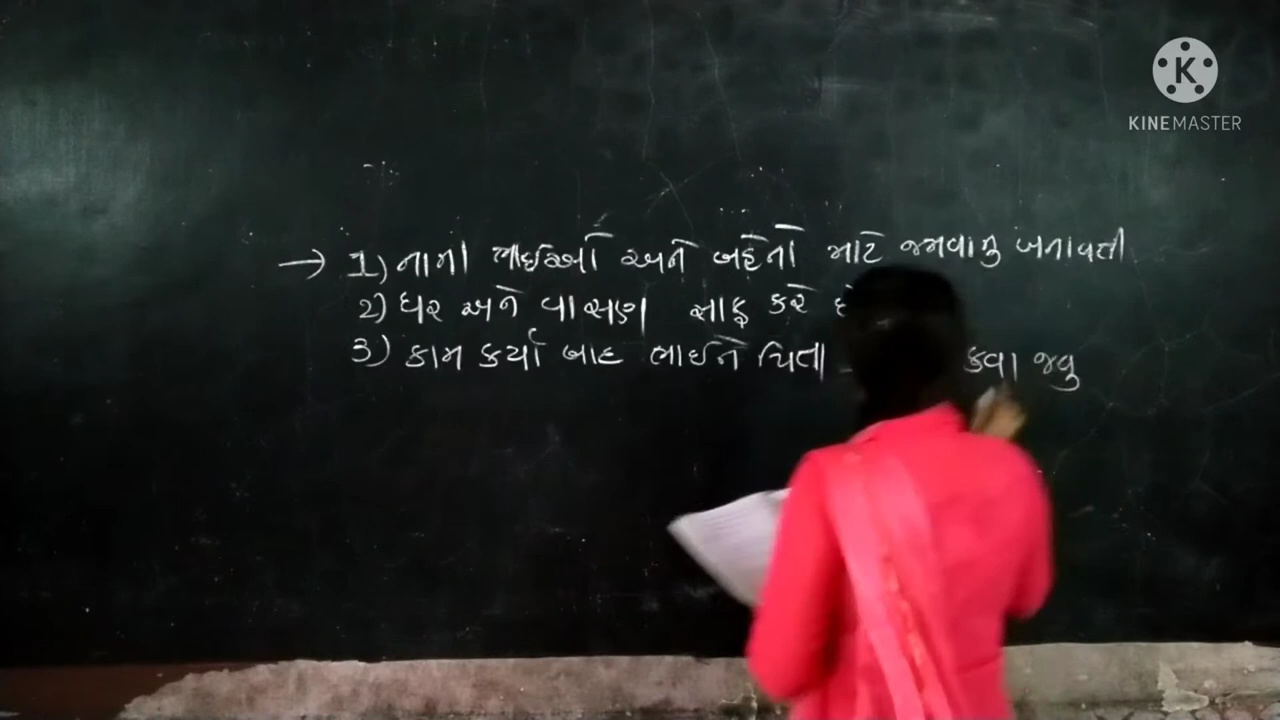 K
KINEMASTER
→ 1) નાના ભાઈઓ અને બહેનો માટે જમવાનુ બનાવતી
2) ઘર અને વાસણ સાફ કરે
3) કામ કર્યા બાદ ભાઈને ચિતા કવા જવુ